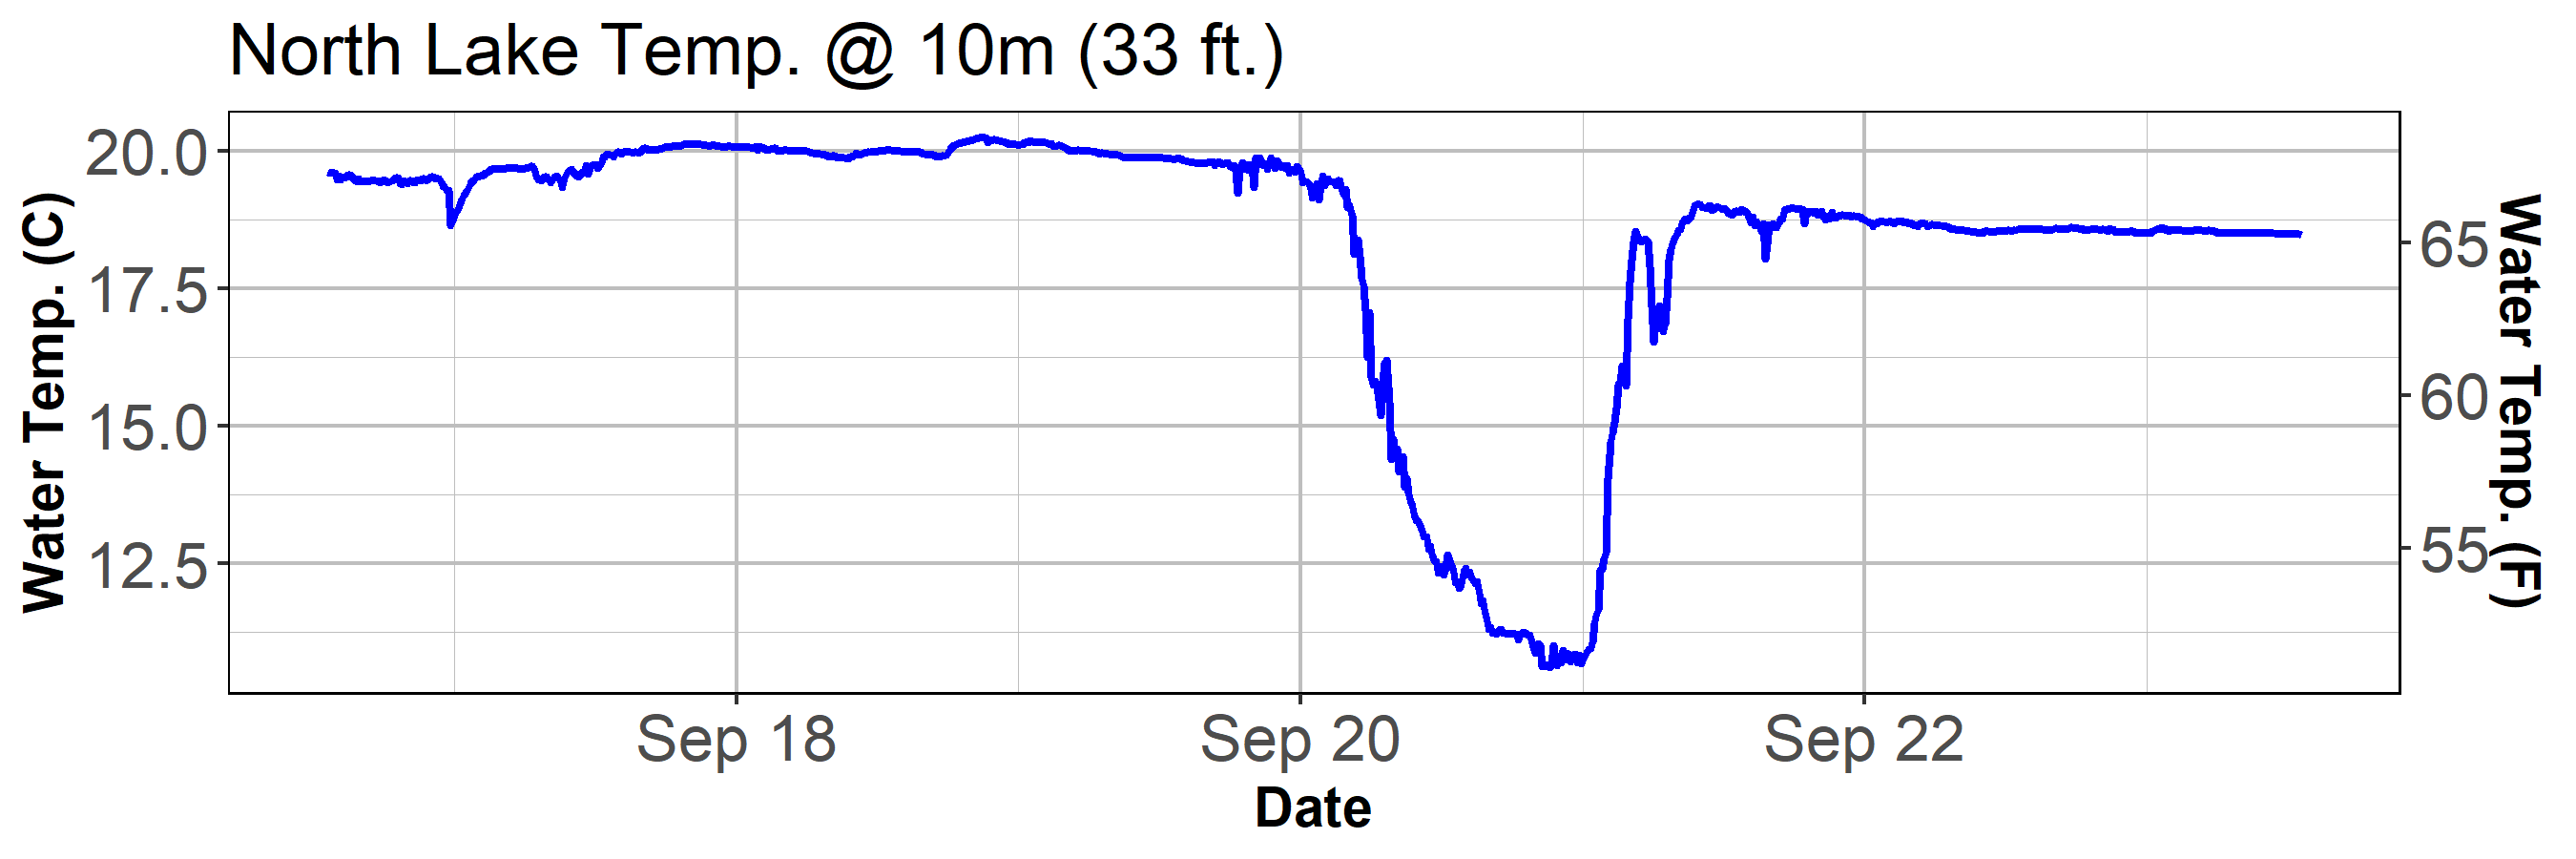 North Lake Temp. @ 10m (33 ft.)
Water Temp. (C)
20.0
17.5
15.0
12.5
65
60
55
Water Temp. (F)
Sep 18
Sep 20
Sep 22
Date